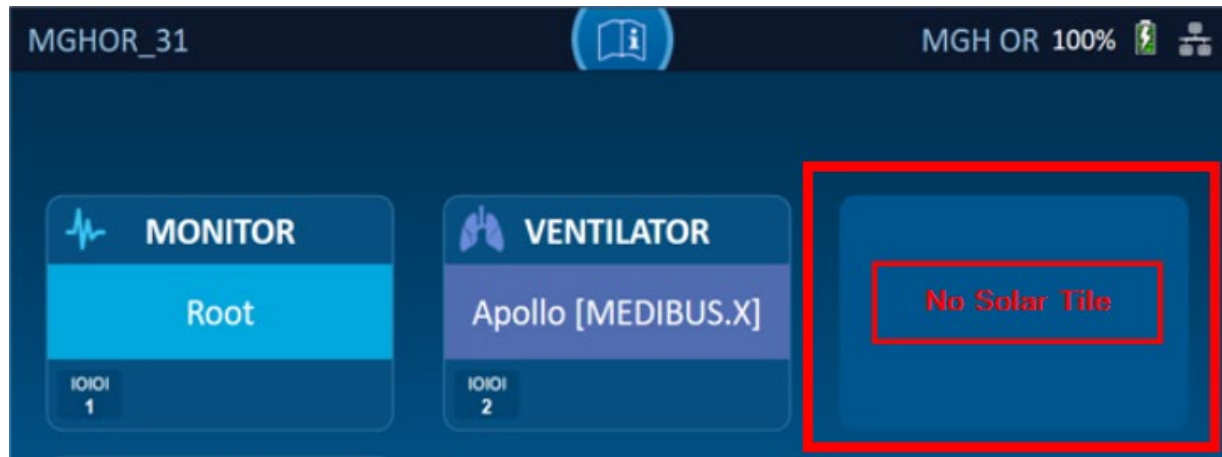 MGHOR_31
MGH OR 100%
MONITOR
Root
IOIOI
1
VENTILATOR
Apollo [MEDIBUS.X]
IOIOI
2
No Solar Tile